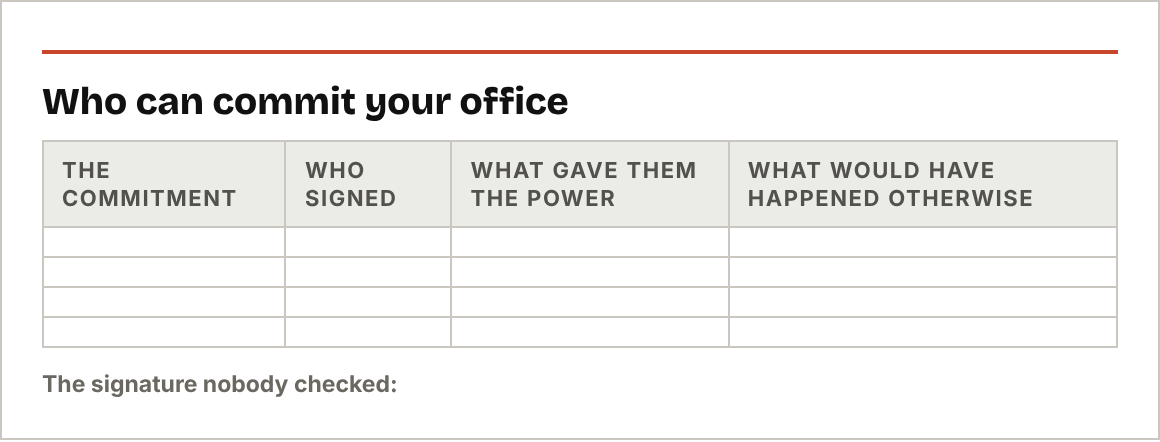 Who can commit your office
THE
COMMITMENT
WHO
SIGNED
WHAT GAVE THEM
THE POWER
WHAT WOULD HAVE
HAPPENED OTHERWISE
The signature nobody checked: